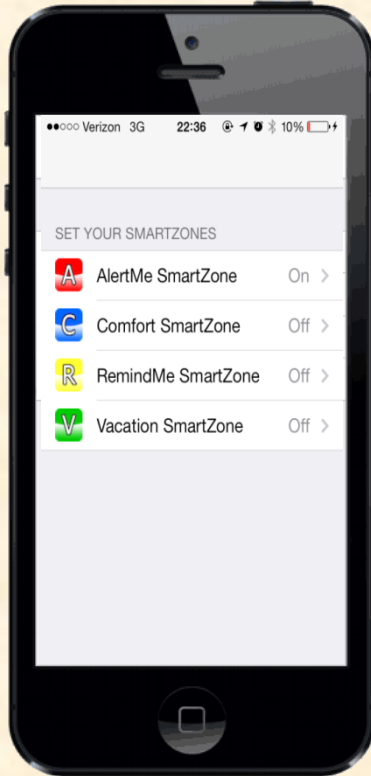 Verizon 3G 22:36 10%
SET YOUR SMARTZONES
A AlertMe SmartZone On
C Comfort SmartZone Off
R RemindMe SmartZone Off
V Vacation SmartZone Off